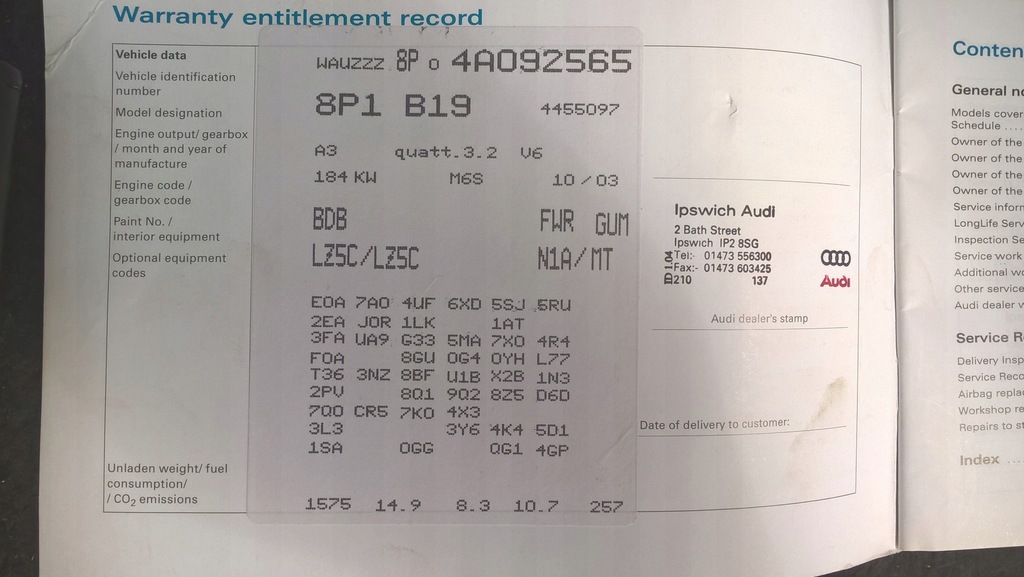 Warranty entitlement record
Vehicle data
Vehicle identification
number
Model designation
Engine output/ gearbox
/ month and year of
manufacture
Engine code /
gearbox code
Paint No. /
interior equipment
Optional equipment
codes
Unladen weight/ fuel
consumption/
/ CO2 emissions
WAUZZZ 8P 0 4A092565
8P1 B19 4455097
A3 quatt.3.2 V6
184 KW M6S 10 / 03
BDB FWR GUM
LZ5C/LZ5C N1A/MT
E0A 7A0 4UF 6XD 5SJ 5RU
2EA J0R 1LK 1AT
3FA UA9 G33 5MA 7X0 4R4
F0A 8GU 0G4 0YH L77
T36 3NZ 8BF U1B X2B 1N3
2PV 8Q1 9Q2 8Z5 D6D
7Q0 CR5 7K0 4X3
3L3 3Y6 4K4 5D1
1SA 0GG QG1 4GP
1575 14.9 8.3 10.7 257
Ipswich Audi
2 Bath Street
Ipswich IP2 8SG
Tel:- 01473 556300
Fax:- 01473 603425
210 137
Audi
Audi dealer's stamp
Date of delivery to customer:
Conten
General no
Models cover
Schedule ....
Owner of the
Owner of the
Owner of the
Owner of the
Service inform
LongLife Serv
Inspection Se
Service work
Additional wo
Other service
Audi dealer v
Service R
Delivery Insp
Service Reco
Airbag repla
Workshop re
Repairs to st
Index ....